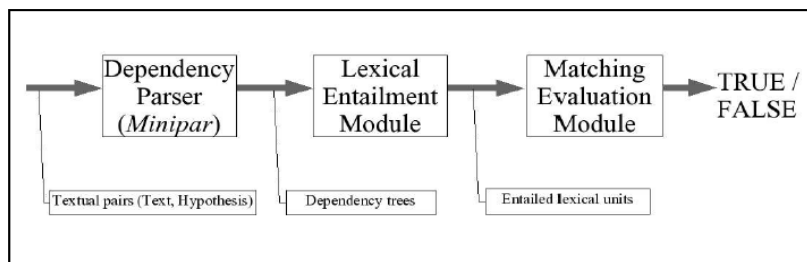 Dependency
Parser
(Minipar)
Lexical
Entailment
Module
Matching
Evaluation
Module
TRUE /
FALSE
Textual pairs (Text, Hypothesis)
Dependency trees
Entailed lexical units